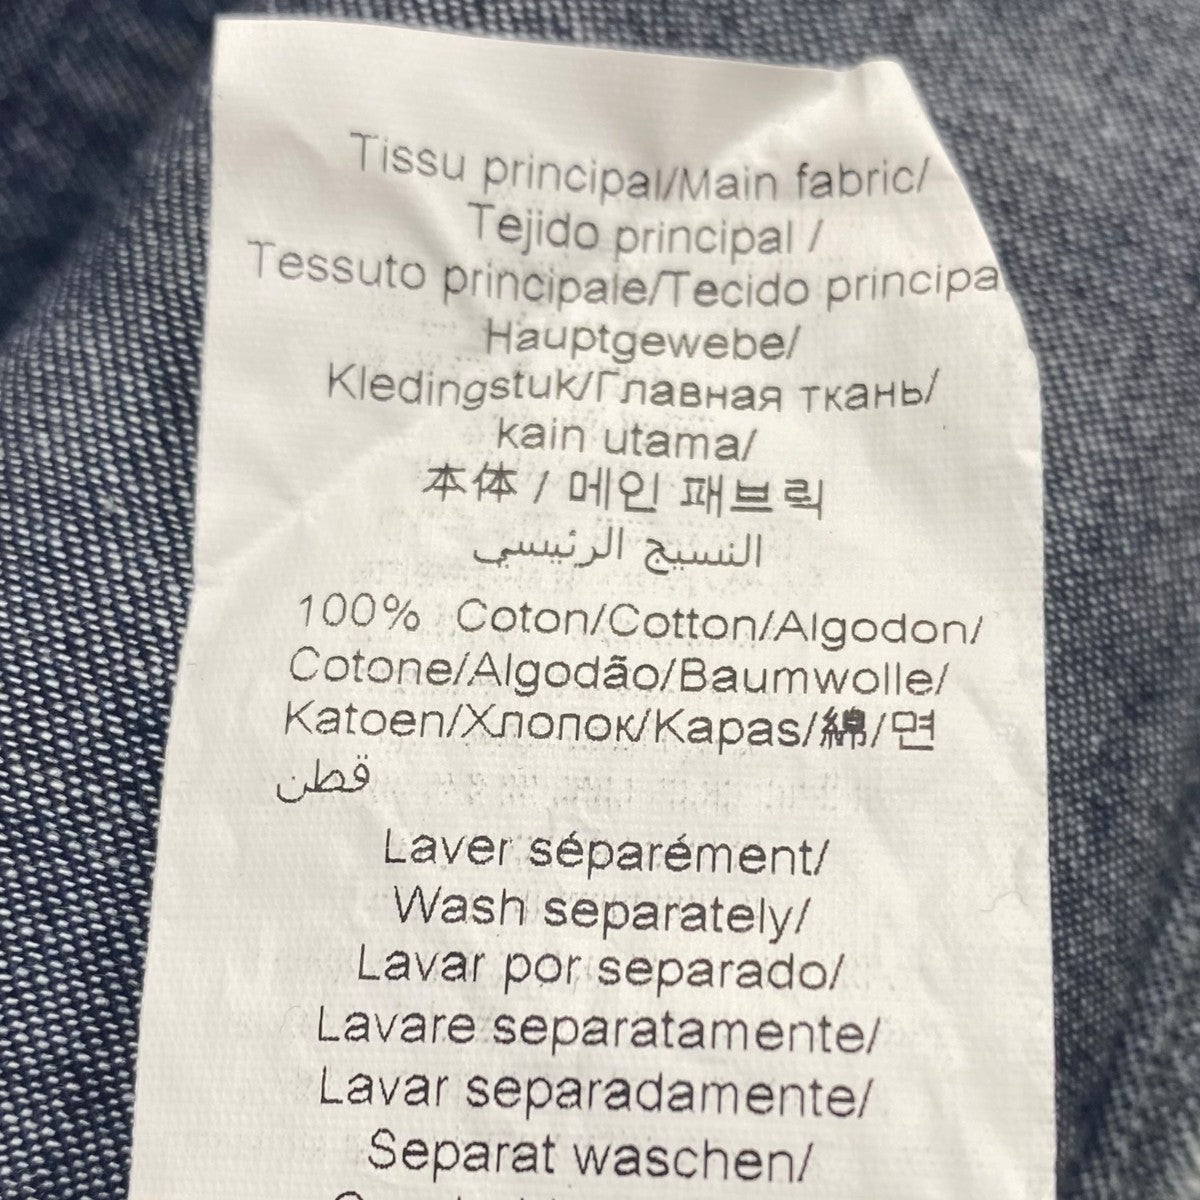 Tissu principal/Main fabric/
Tejido principal /
Tessuto principale/Tecido principa
Hauptgewebe/
Kledingstuk/Главная ткань/
kain utama/
本体 / 메인 패브릭
النسيج الرئيسي
100% Coton/Cotton/Algodon/
Cotone/Algodão/Baumwolle/
Katoen/Хлопок/Kapas/綿/면
قطن
Laver séparément/
Wash separately/
Lavar por separado/
Lavare separatamente/
Lavar separadamente/
Separat waschen/